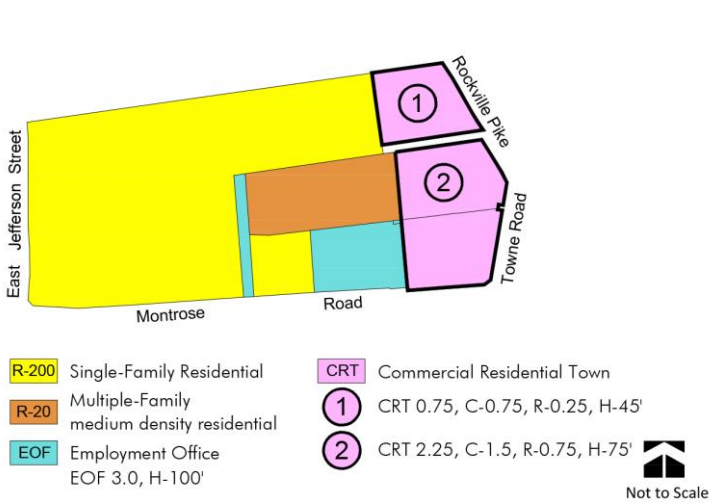 Rockville Pike
1
2
East Jefferson Street
Towne Road
Montrose Road
R-200 Single-Family Residential
R-20 Multiple-Family
medium density residential
EOF Employment Office
EOF 3.0, H-100'
CRT Commercial Residential Town
1 CRT 0.75, C-0.75, R-0.25, H-45'
2 CRT 2.25, C-1.5, R-0.75, H-75'
Not to Scale